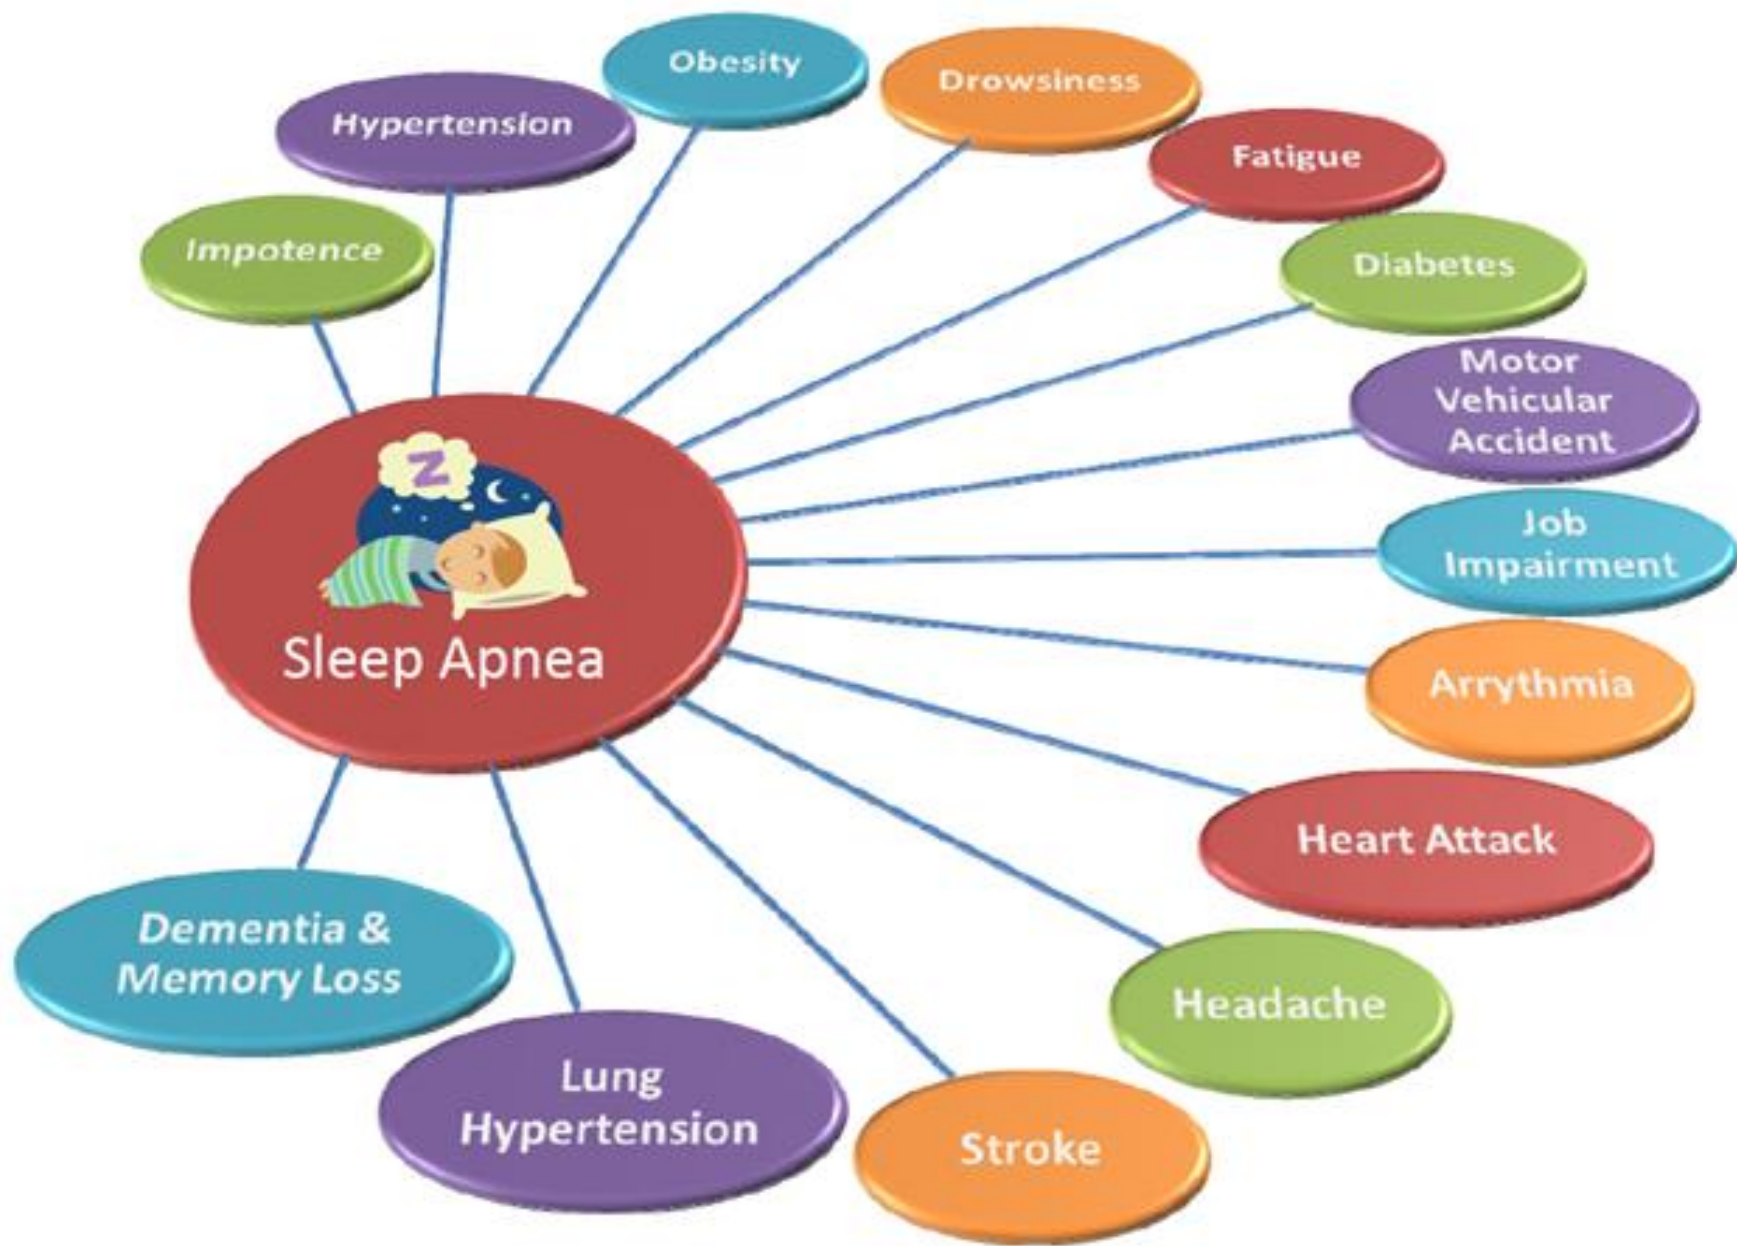 Obesity
Drowsiness
Hypertension
Fatigue
Impotence
Diabetes
Motor
Vehicular
Accident
Z
Job
Impairment
Sleep Apnea
Arrythmia
Heart Attack
Dementia &
Memory Loss
Headache
Lung
Hypertension
Stroke